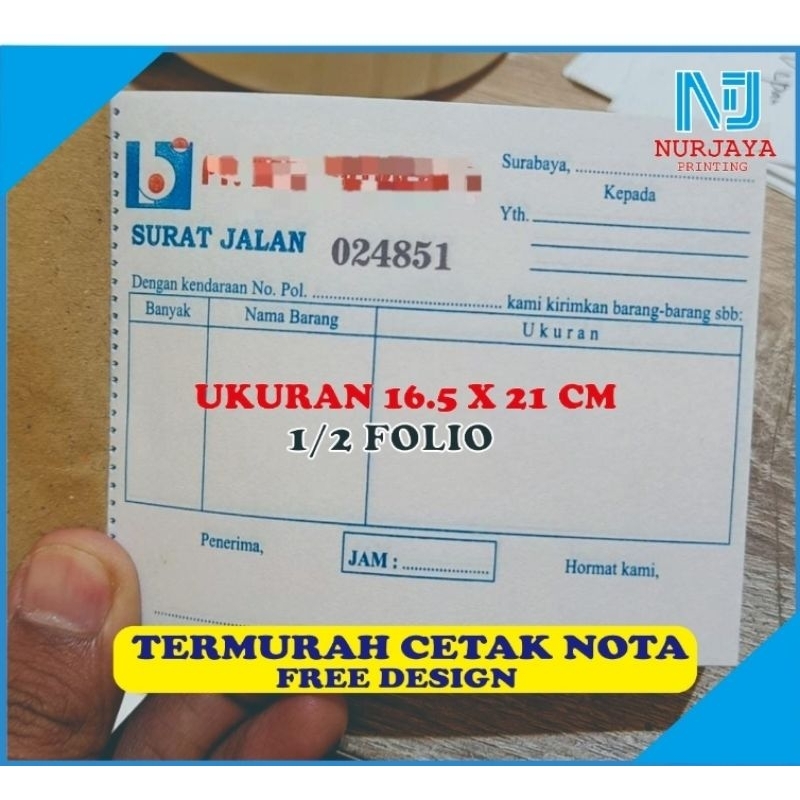 NJ
NURJAYA
PRINTING
Surabaya, ....................
Kepada
Yth.
SURAT JALAN 024851
Dengan kendaraan No. Pol. .................... kami kirimkan barang-barang sbb:
Banyak Nama Barang Ukuran
UKURAN 16.5 X 21 CM
1/2 FOLIO
Penerima, JAM : .................... Hormat kami,
TERMURAH CETAK NOTA
FREE DESIGN